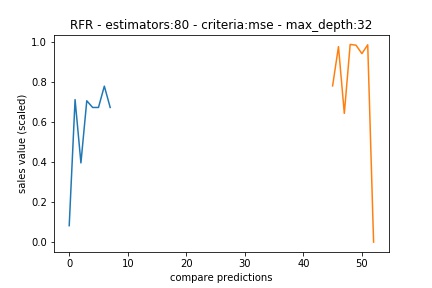 RFR - estimators:80 - criteria:mse - max_depth:32
1.0
0.8
0.6
0.4
0.2
0.0
sales value (scaled)
0 10 20 30 40 50
compare predictions